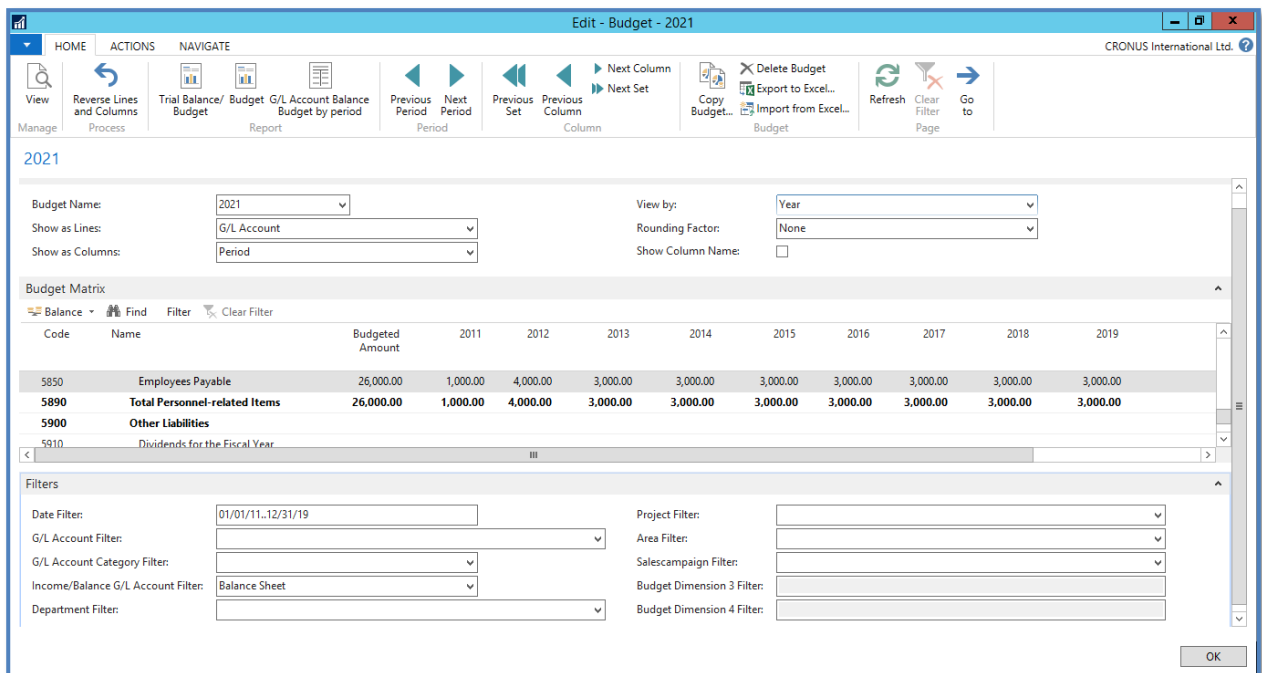 Edit - Budget - 2021
HOME ACTIONS NAVIGATE CRONUS International Ltd. ?
View Reverse Lines and Columns Trial Balance/ Budget Budget G/L Account Balance Budget by period Previous Period Next Period Previous Set Previous Column Next Column Next Set Copy Budget... Delete Budget Export to Excel... Import from Excel... Refresh Clear Filter Go to
Manage Process Report Period Column Budget Page
2021
Budget Name: 2021 View by: Year
Show as Lines: G/L Account Rounding Factor: None
Show as Columns: Period Show Column Name:
Budget Matrix
Balance Find Filter Clear Filter
Code Name Budgeted Amount 2011 2012 2013 2014 2015 2016 2017 2018 2019
5850 Employees Payable 26,000.00 1,000.00 4,000.00 3,000.00 3,000.00 3,000.00 3,000.00 3,000.00 3,000.00 3,000.00
5890 Total Personnel-related Items 26,000.00 1,000.00 4,000.00 3,000.00 3,000.00 3,000.00 3,000.00 3,000.00 3,000.00 3,000.00
5900 Other Liabilities
5910 Dividends for the Fiscal Year
Filters
Date Filter: 01/01/11..12/31/19 Project Filter:
G/L Account Filter: Area Filter:
G/L Account Category Filter: Salescampaign Filter:
Income/Balance G/L Account Filter: Balance Sheet Budget Dimension 3 Filter:
Department Filter: Budget Dimension 4 Filter:
OK